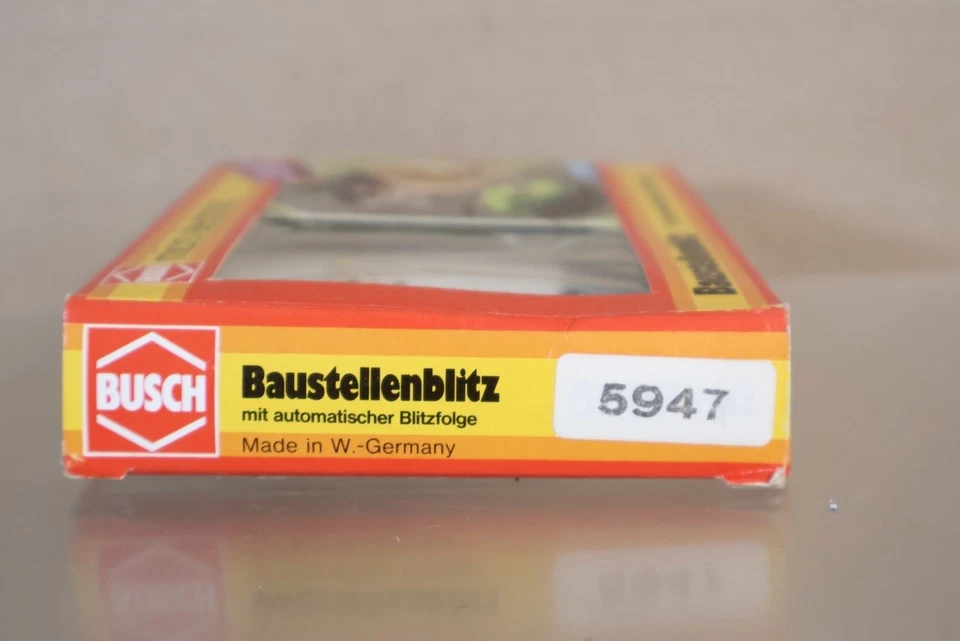 BUSCH
Baustellenblitz
mit automatischer Blitzfolge
Made in W.-Germany
5947